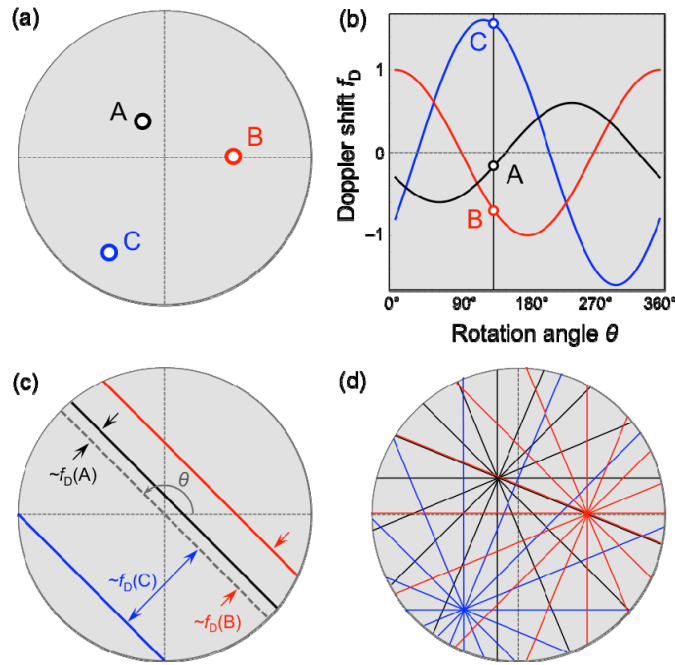 (a)
A
B
C
(b)
Doppler shift f_D
1
0
−1
C
A
B
0°
90°
180°
270°
360°
Rotation angle θ
(c)
~f_D(A)
θ
~f_D(C)
~f_D(B)
(d)